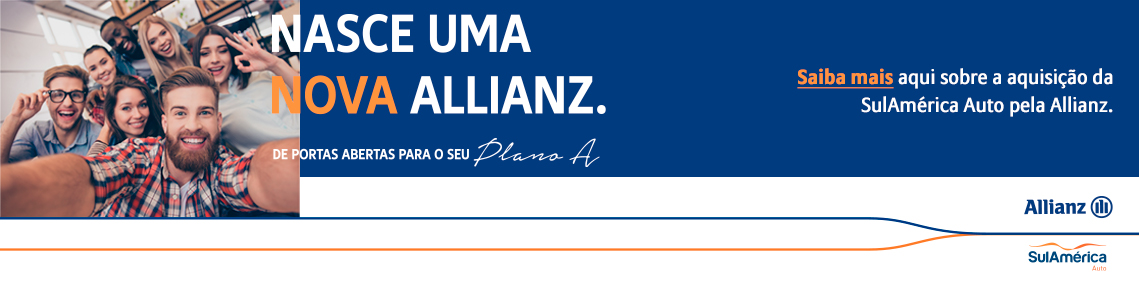 NASCE UMA
NOVA ALLIANZ.
DE PORTAS ABERTAS PARA O SEU Plano A
Saiba mais aqui sobre a aquisição da
SulAmérica Auto pela Allianz.
Allianz
SulAmérica
Auto